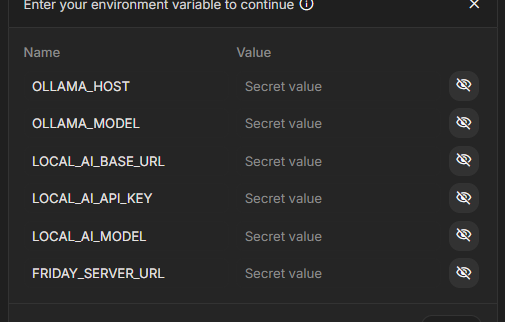 Enter your environment variable to continue
Name Value
OLLAMA_HOST Secret value
OLLAMA_MODEL Secret value
LOCAL_AI_BASE_URL Secret value
LOCAL_AI_API_KEY Secret value
LOCAL_AI_MODEL Secret value
FRIDAY_SERVER_URL Secret value